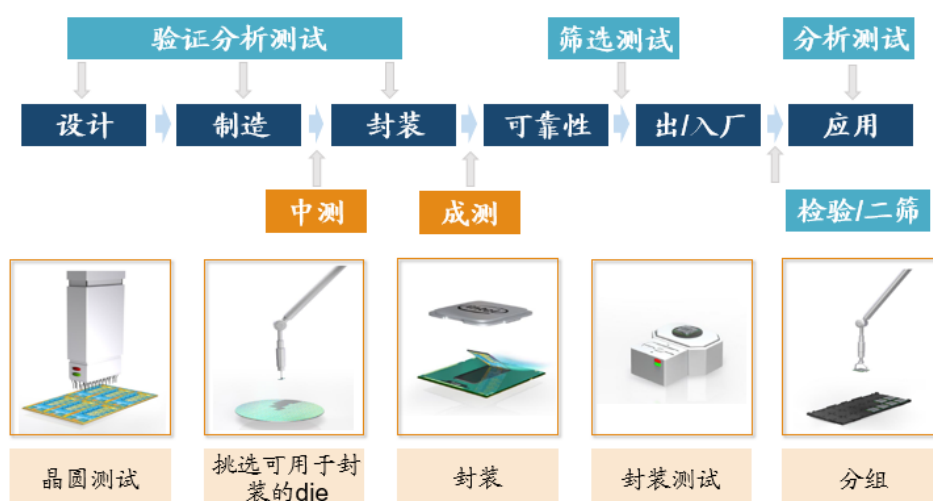 验证分析测试
筛选测试
分析测试
设计
制造
封装
可靠性
出/入厂
应用
中测
成测
检验/二筛
晶圆测试
挑选可用于封
装的die
封装
封装测试
分组